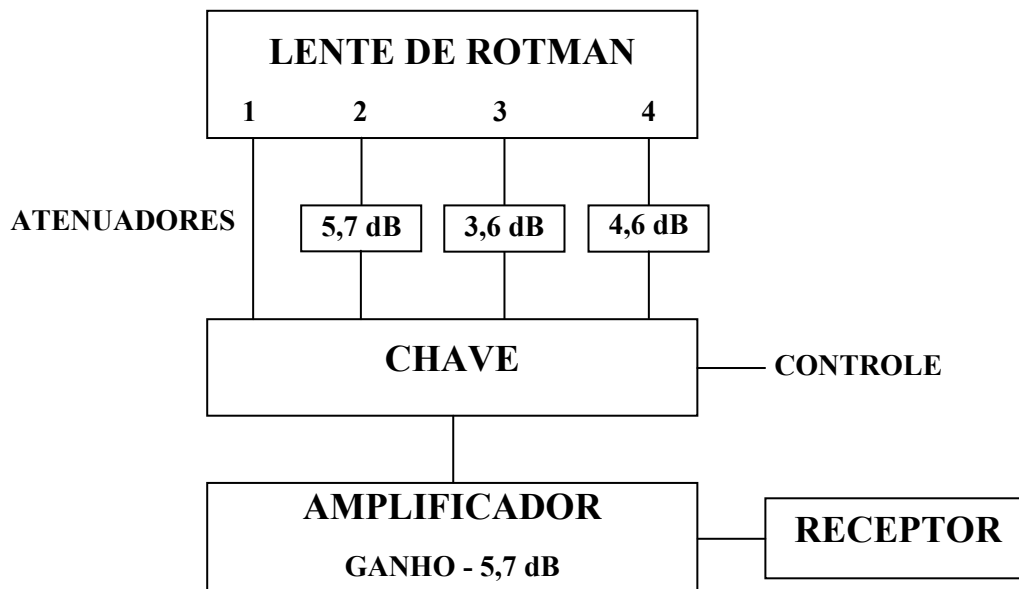 LENTE DE ROTMAN
1 2 3 4
ATENUADORES
5,7 dB 3,6 dB 4,6 dB
CHAVE
CONTROLE
AMPLIFICADOR
RECEPTOR
GANHO - 5,7 dB